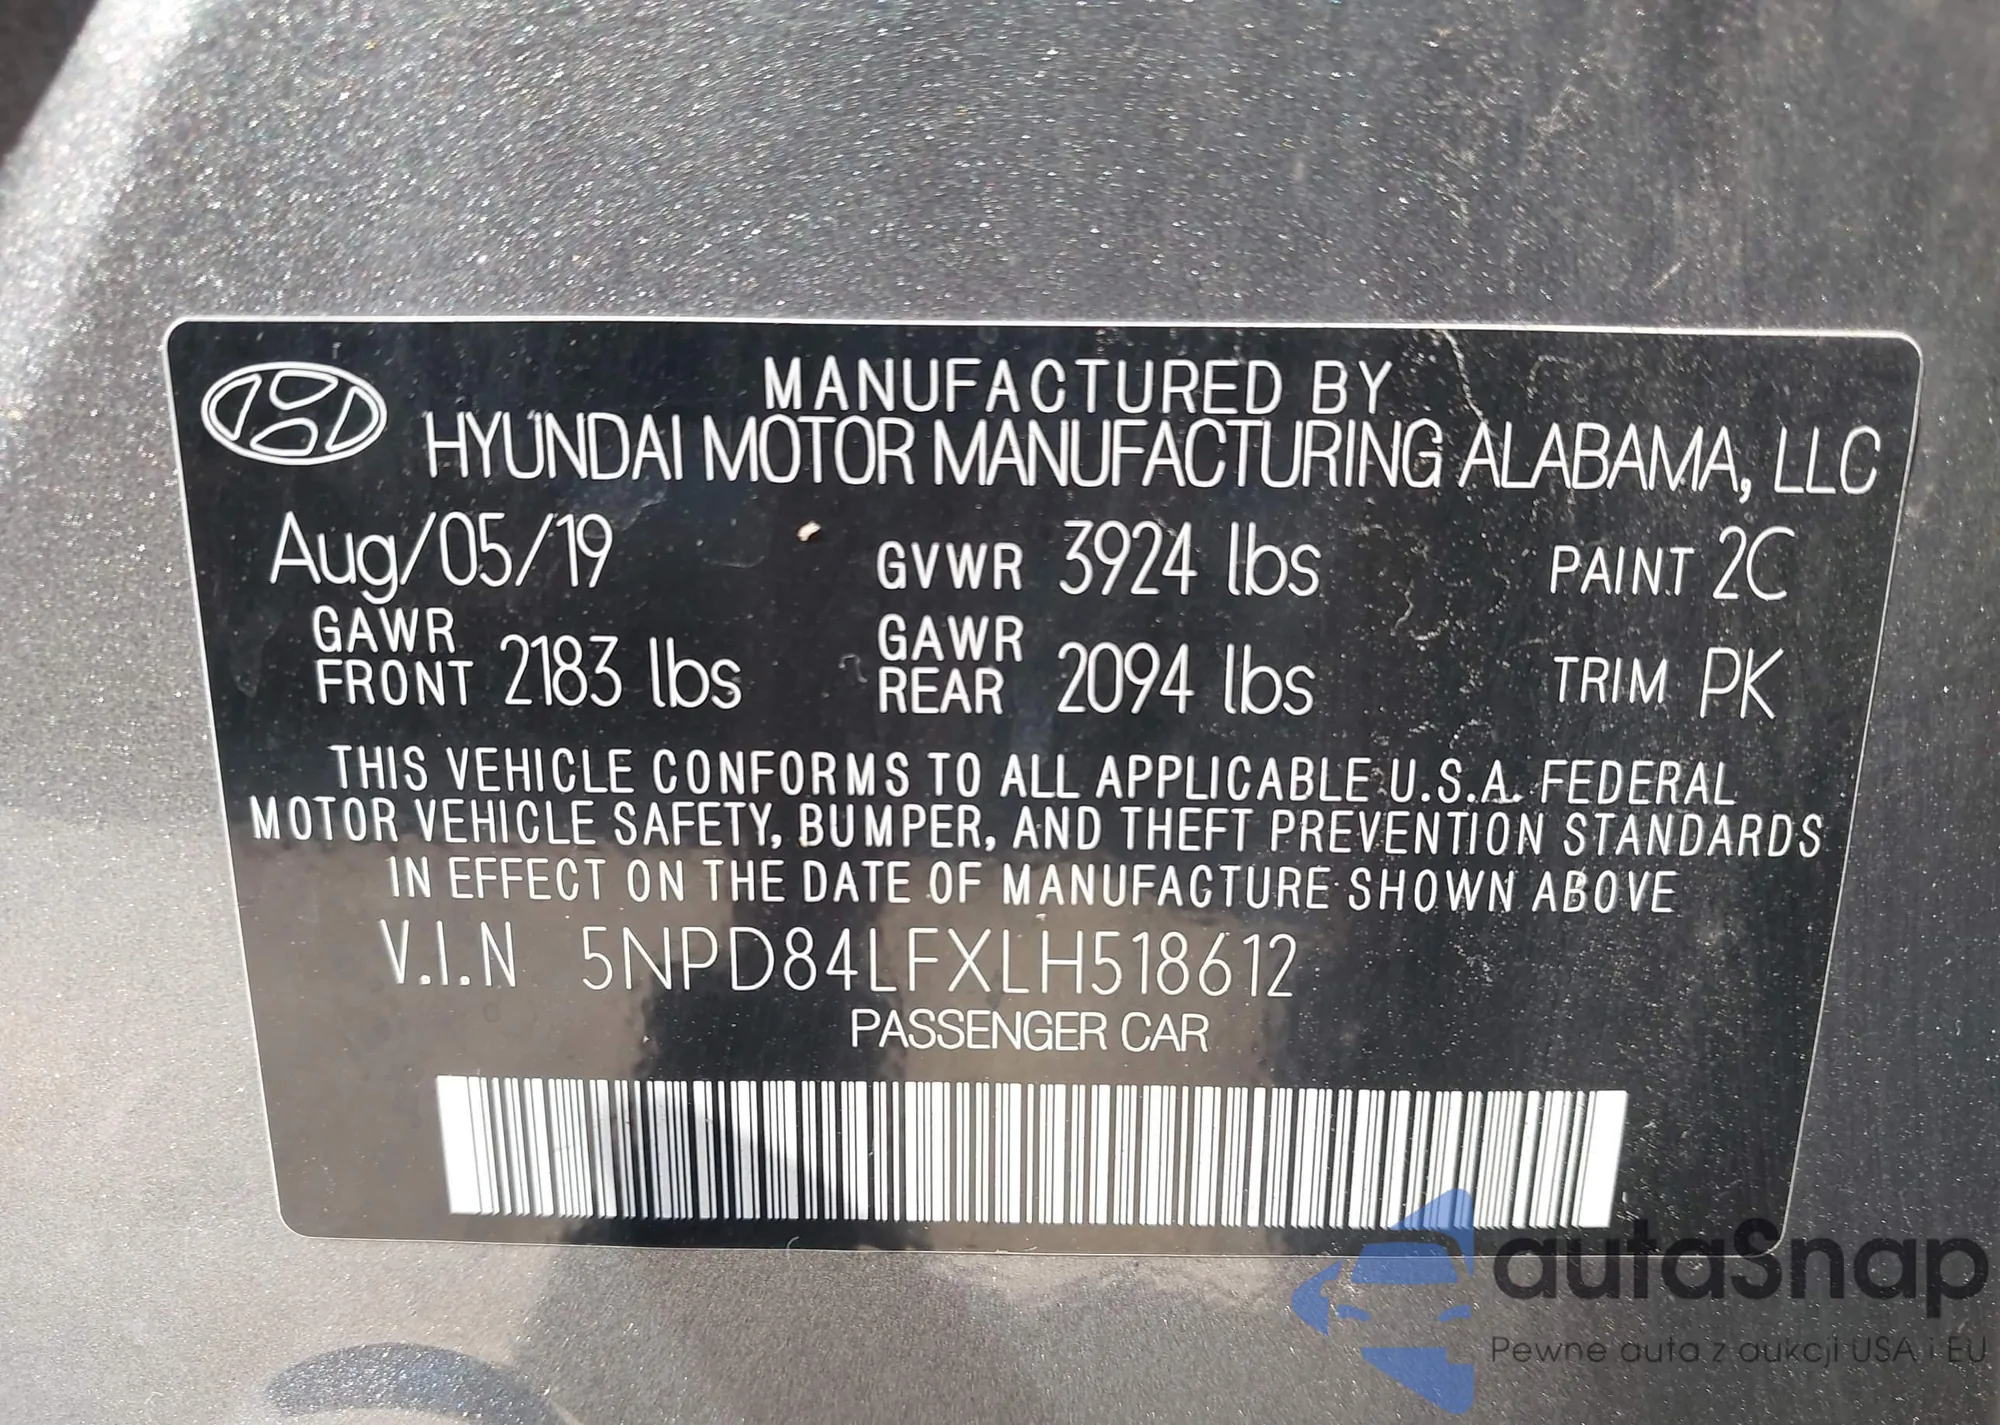 MANUFACTURED BY
HYUNDAI MOTOR MANUFACTURING ALABAMA, LLC
Aug/05/19 GVWR 3924 lbs PAINT 2C
GAWR FRONT 2183 lbs GAWR REAR 2094 lbs TRIM PK
THIS VEHICLE CONFORMS TO ALL APPLICABLE U.S.A. FEDERAL
MOTOR VEHICLE SAFETY, BUMPER, AND THEFT PREVENTION STANDARDS
IN EFFECT ON THE DATE OF MANUFACTURE SHOWN ABOVE
V.I.N 5NPD84LFXLH518612
PASSENGER CAR
autaSnap
Pewne auta z aukcji USA i EU